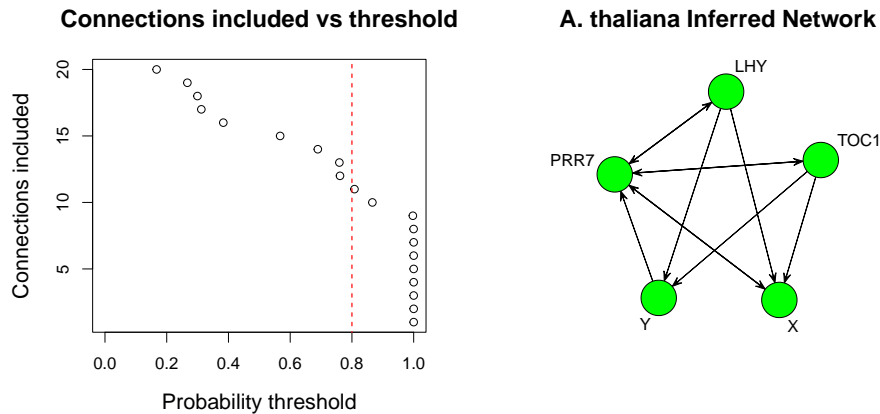 Connections included vs threshold
Connections included
20
15
10
5
0.0 0.2 0.4 0.6 0.8 1.0
Probability threshold
A. thaliana Inferred Network
LHY
TOC1
PRR7
Y
X